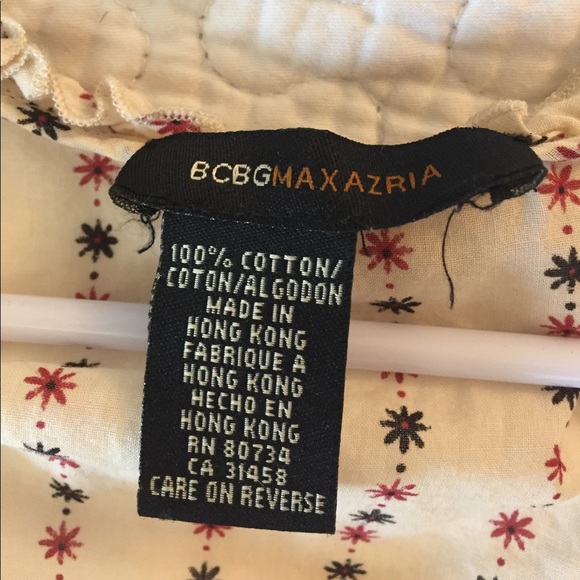 BCBGMAXAZRIA
100% COTTON/
COTON/ALGODON
MADE IN
HONG KONG
FABRIQUE A
HONG KONG
HECHO EN
HONG KONG
RN 80734
CA 31458
CARE ON REVERSE